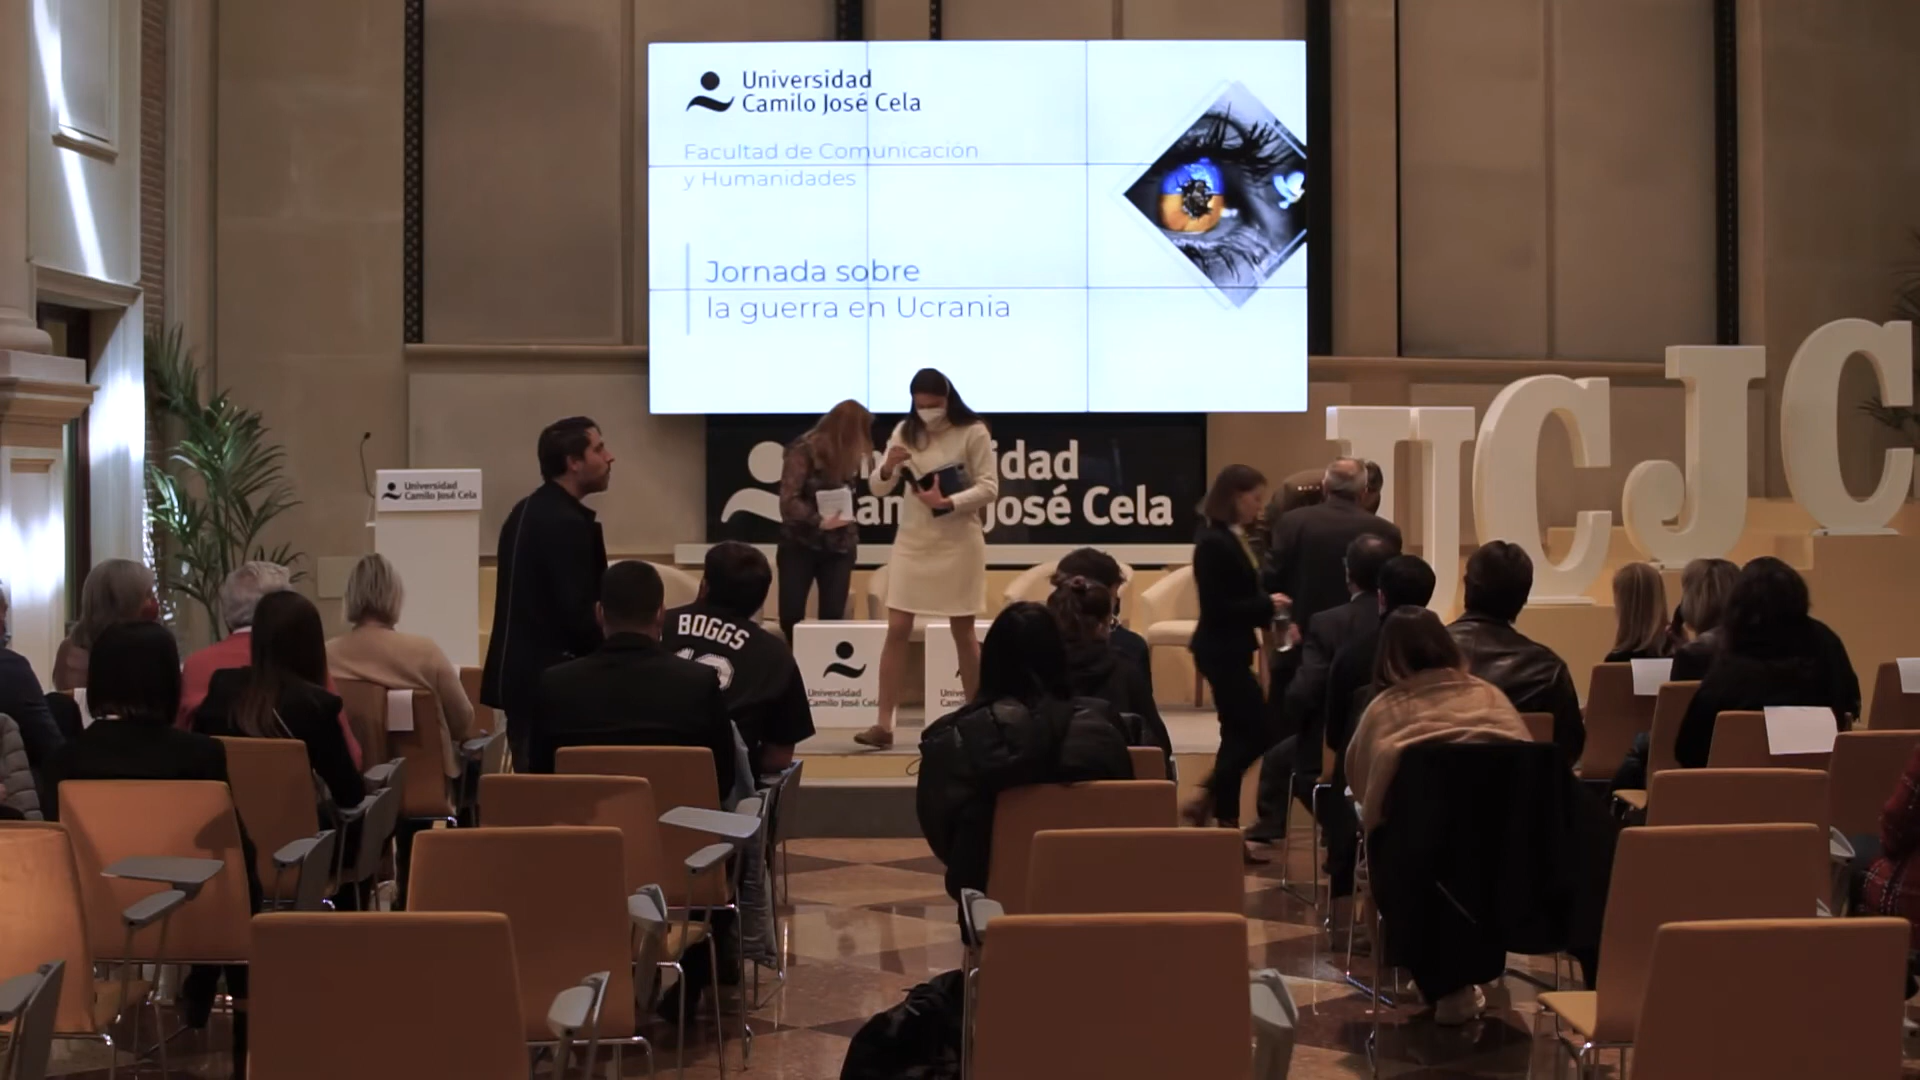 Universidad
Camilo José Cela
Facultad de Comunicación
y Humanidades
Jornada sobre
la guerra en Ucrania
Universidad
Camilo José Cela
idad
José Cela
UCJC
BOGGS
Universidad
Camilo José Cela